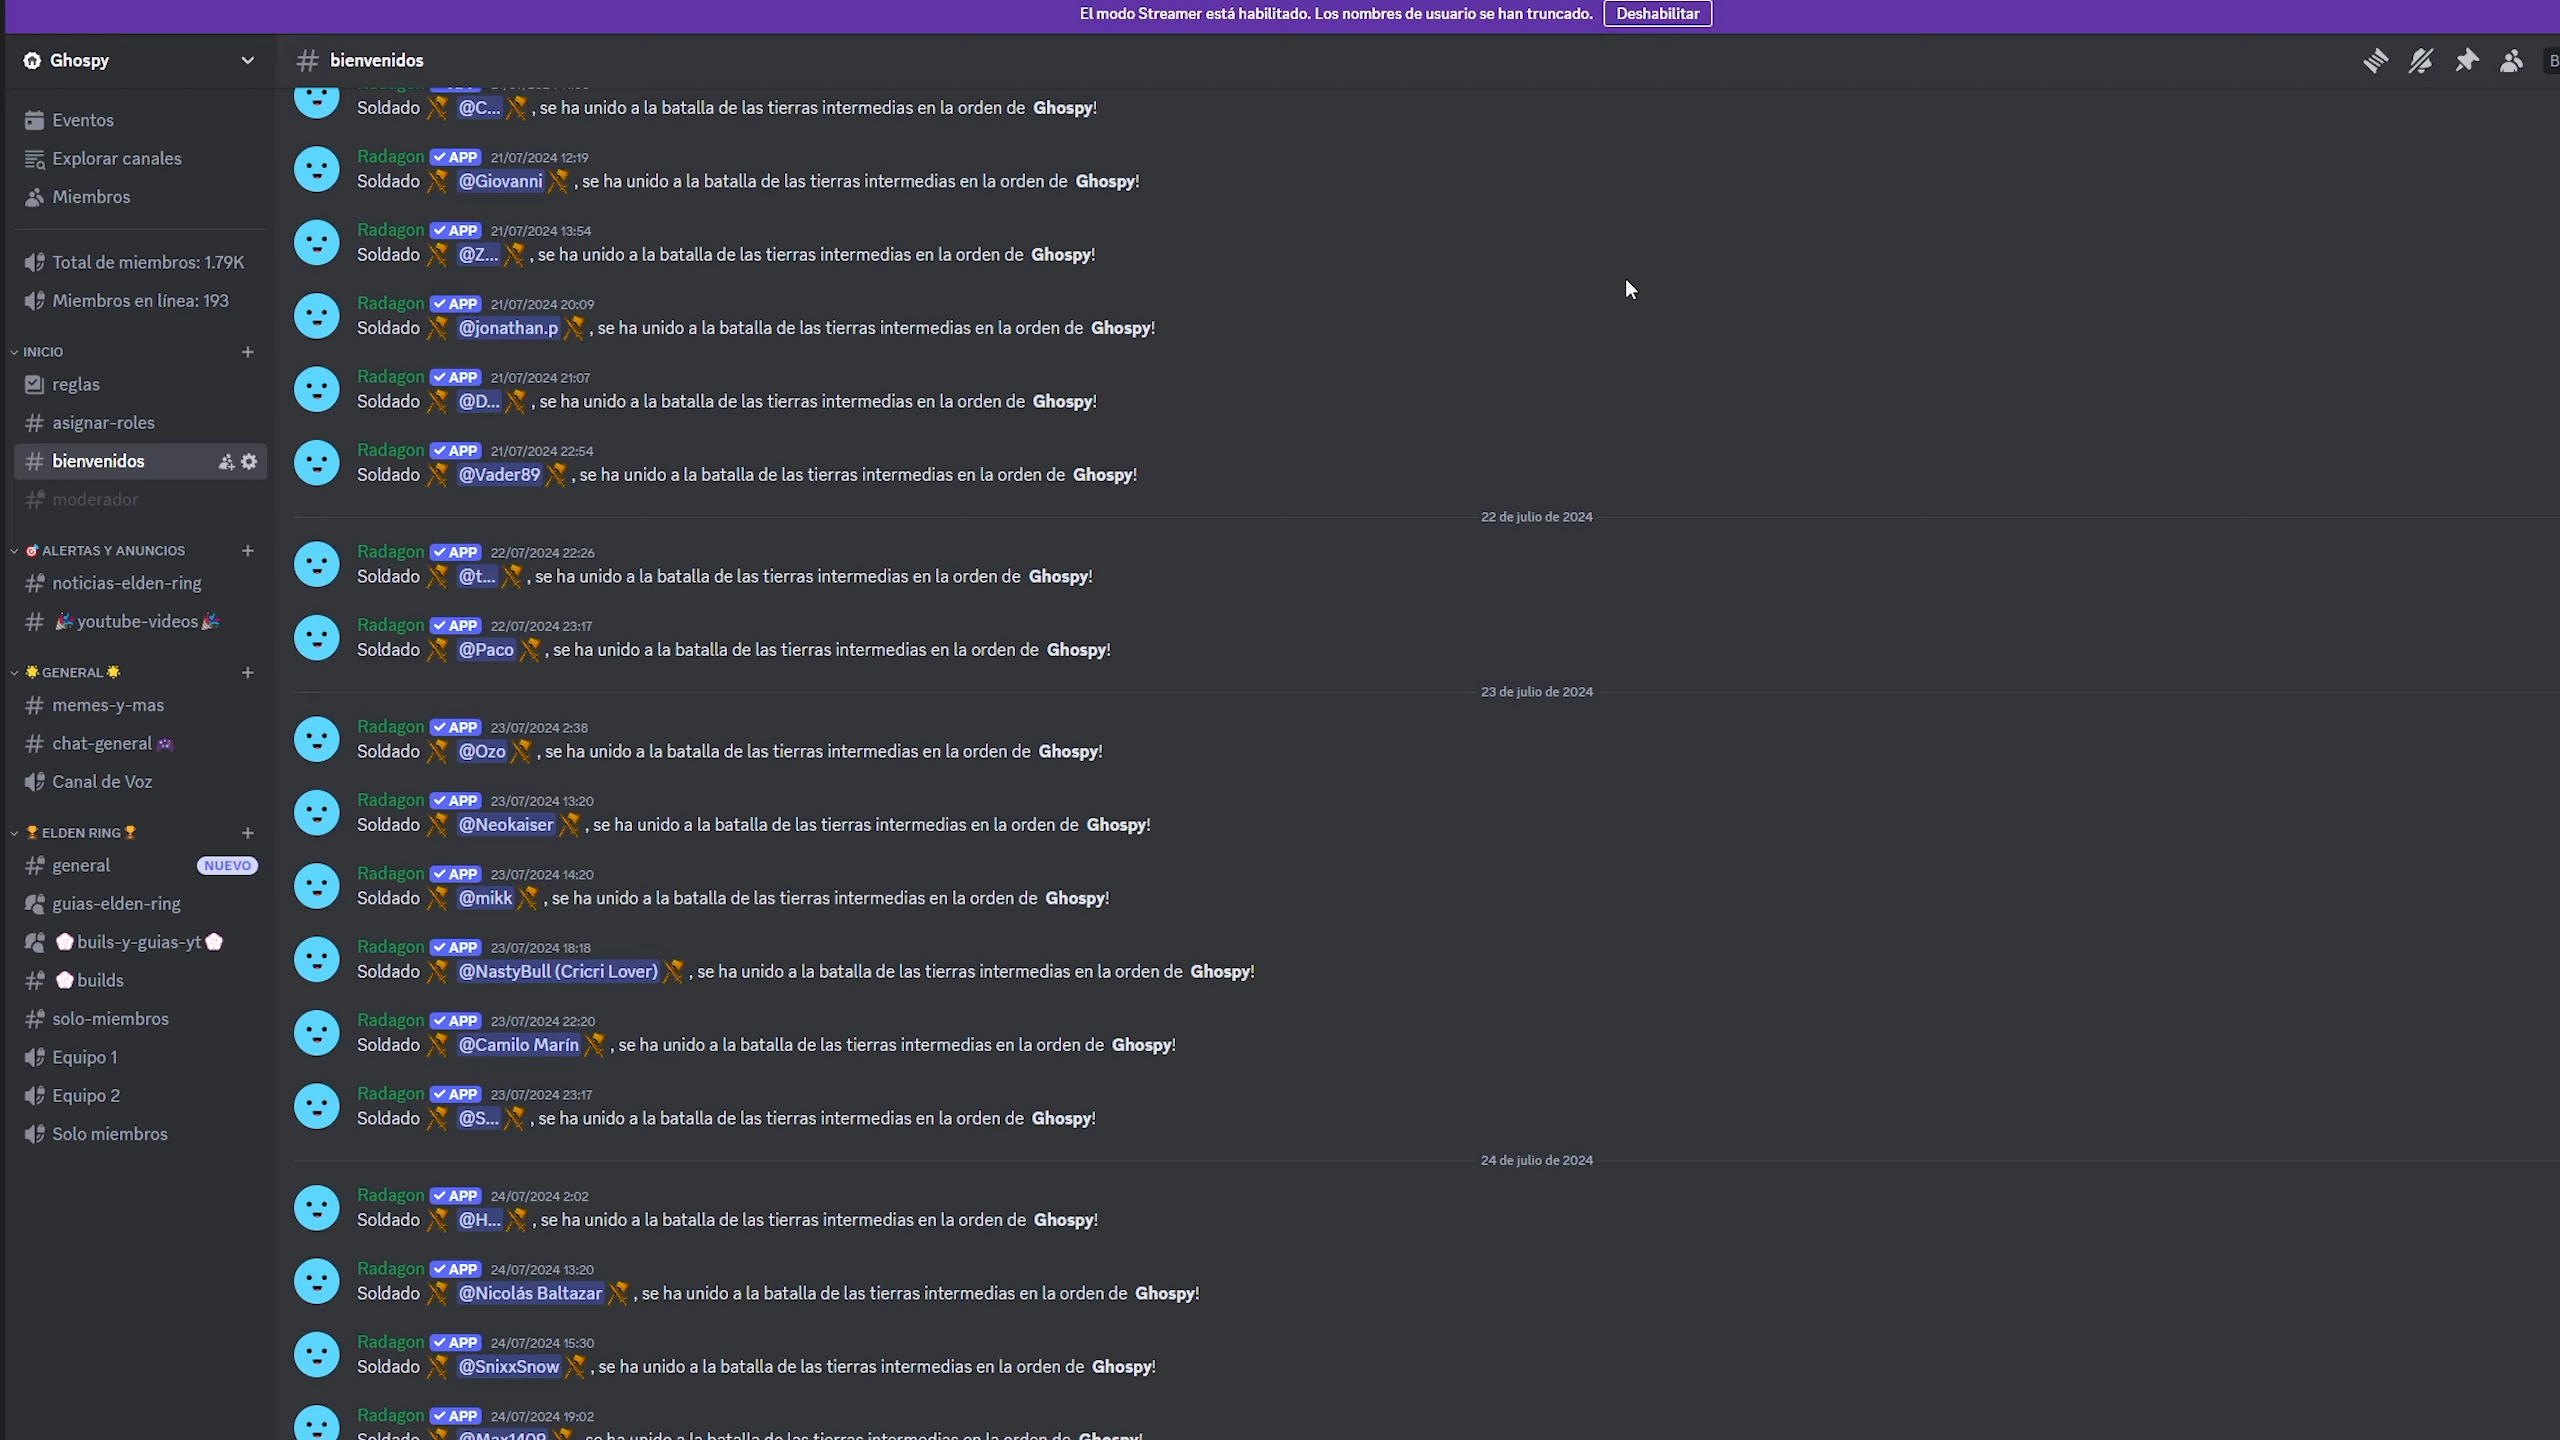 El modo Streamer está habilitado. Los nombres de usuario se han truncado. Deshabilitar
Ghospy
Eventos
Explorar canales
Miembros
Total de miembros: 1.79K
Miembros en línea: 193
INICIO
reglas
asignar-roles
bienvenidos
moderador
ALERTAS Y ANUNCIOS
noticias-elden-ring
youtube-videos
GENERAL
memes-y-mas
chat-general
Canal de Voz
ELDEN RING
general NUEVO
guias-elden-ring
buils-y-guias-yt
builds
solo-miembros
Equipo 1
Equipo 2
Solo miembros
bienvenidos
Soldado @C... , se ha unido a la batalla de las tierras intermedias en la orden de Ghospy!
Radagon APP 21/07/2024 12:19
Soldado @Giovanni , se ha unido a la batalla de las tierras intermedias en la orden de Ghospy!
Radagon APP 21/07/2024 13:54
Soldado @Z... , se ha unido a la batalla de las tierras intermedias en la orden de Ghospy!
Radagon APP 21/07/2024 20:09
Soldado @jonathan.p , se ha unido a la batalla de las tierras intermedias en la orden de Ghospy!
Radagon APP 21/07/2024 21:07
Soldado @D... , se ha unido a la batalla de las tierras intermedias en la orden de Ghospy!
Radagon APP 21/07/2024 22:54
Soldado @Vader89 , se ha unido a la batalla de las tierras intermedias en la orden de Ghospy!
22 de julio de 2024
Radagon APP 22/07/2024 22:26
Soldado @t... , se ha unido a la batalla de las tierras intermedias en la orden de Ghospy!
Radagon APP 22/07/2024 23:17
Soldado @Paco , se ha unido a la batalla de las tierras intermedias en la orden de Ghospy!
23 de julio de 2024
Radagon APP 23/07/2024 2:38
Soldado @Ozo , se ha unido a la batalla de las tierras intermedias en la orden de Ghospy!
Radagon APP 23/07/2024 13:20
Soldado @Neokaiser , se ha unido a la batalla de las tierras intermedias en la orden de Ghospy!
Radagon APP 23/07/2024 14:20
Soldado @mikk , se ha unido a la batalla de las tierras intermedias en la orden de Ghospy!
Radagon APP 23/07/2024 18:18
Soldado @NastyBull (Cricri Lover) , se ha unido a la batalla de las tierras intermedias en la orden de Ghospy!
Radagon APP 23/07/2024 22:20
Soldado @Camilo Marín , se ha unido a la batalla de las tierras intermedias en la orden de Ghospy!
Radagon APP 23/07/2024 23:17
Soldado @S... , se ha unido a la batalla de las tierras intermedias en la orden de Ghospy!
24 de julio de 2024
Radagon APP 24/07/2024 2:02
Soldado @H... , se ha unido a la batalla de las tierras intermedias en la orden de Ghospy!
Radagon APP 24/07/2024 13:20
Soldado @Nicolás Baltazar , se ha unido a la batalla de las tierras intermedias en la orden de Ghospy!
Radagon APP 24/07/2024 15:30
Soldado @SnixxSnow , se ha unido a la batalla de las tierras intermedias en la orden de Ghospy!
Radagon APP 24/07/2024 19:02
Soldado @Max1409 , se ha unido a la batalla de las tierras intermedias en la orden de Ghospy!